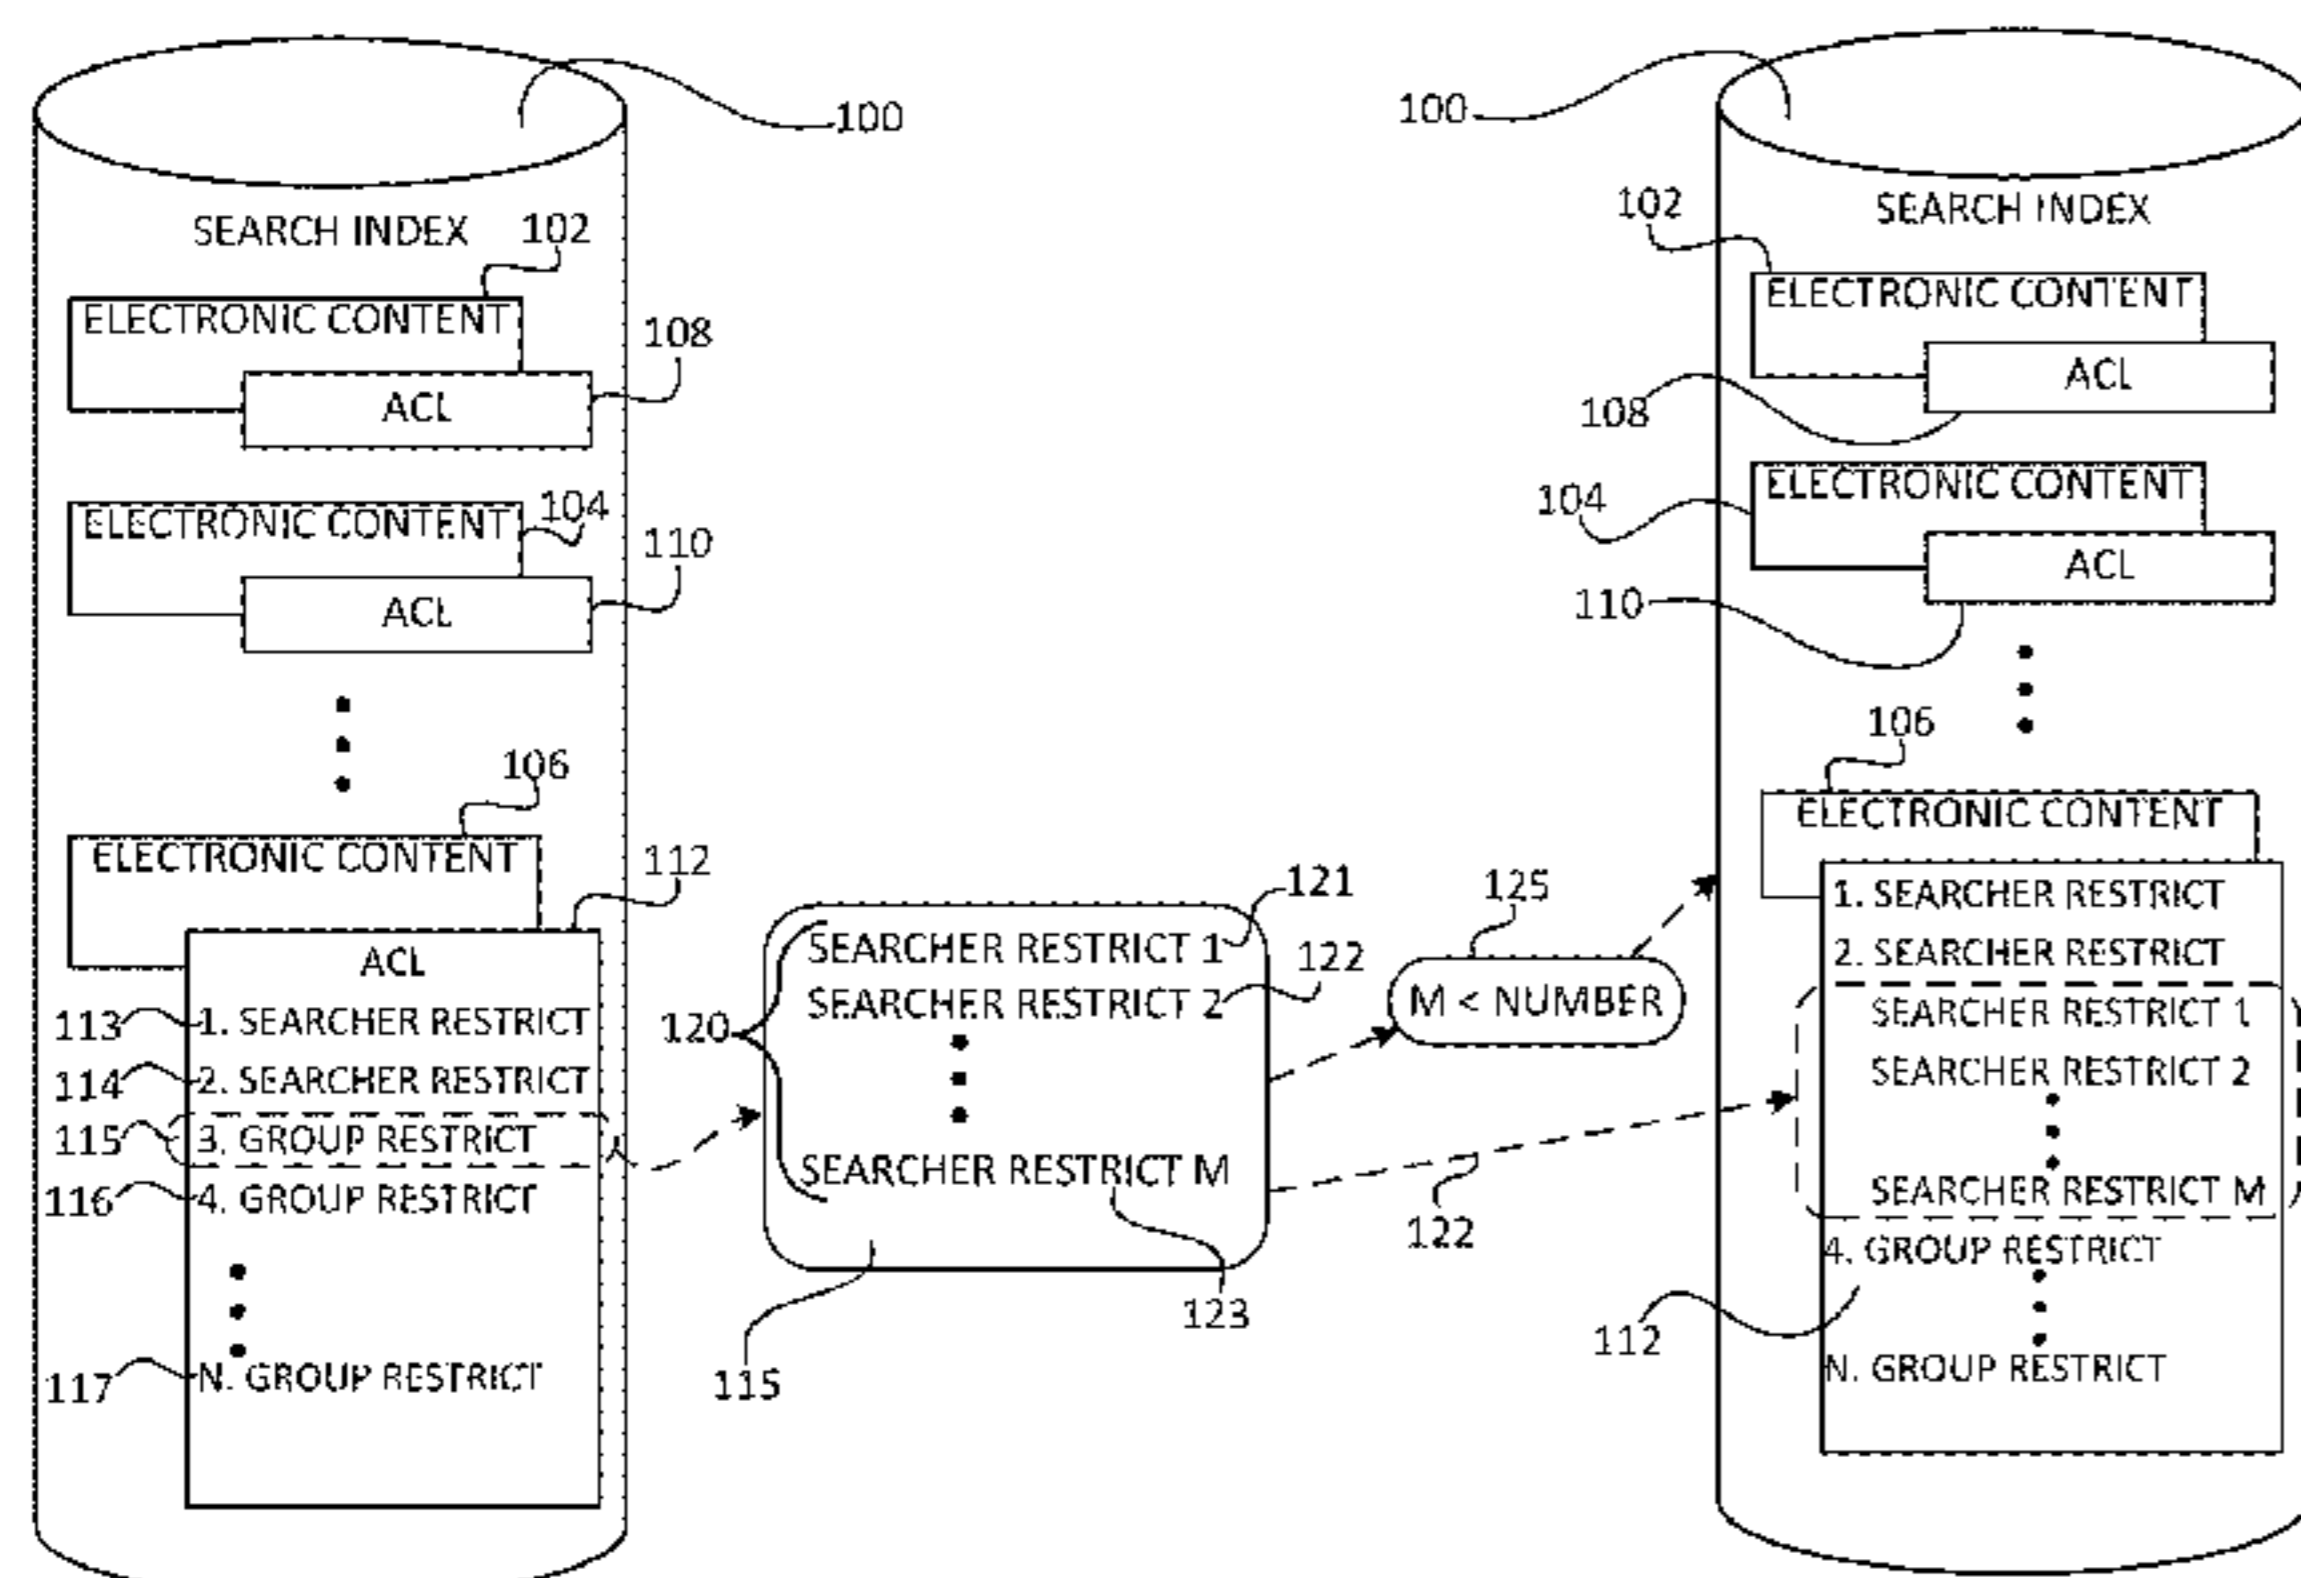 100
SEARCH INDEX
102
ELECTRONIC CONTENT
108
ACL
104
ELECTRONIC CONTENT
110
ACL
106
ELECTRONIC CONTENT
112
ACL
113 1. SEARCHER RESTRICT
114 2. SEARCHER RESTRICT
115 3. GROUP RESTRICT
116 4. GROUP RESTRICT
117 N. GROUP RESTRICT
120
SEARCHER RESTRICT 1 121
SEARCHER RESTRICT 2 122
SEARCHER RESTRICT M
123
115
125
M < NUMBER
122
100
SEARCH INDEX
102
ELECTRONIC CONTENT
ACL
108
104
ELECTRONIC CONTENT
ACL
110
106
ELECTRONIC CONTENT
1. SEARCHER RESTRICT
2. SEARCHER RESTRICT
SEARCHER RESTRICT 1
SEARCHER RESTRICT 2
SEARCHER RESTRICT M
4. GROUP RESTRICT
112
N. GROUP RESTRICT